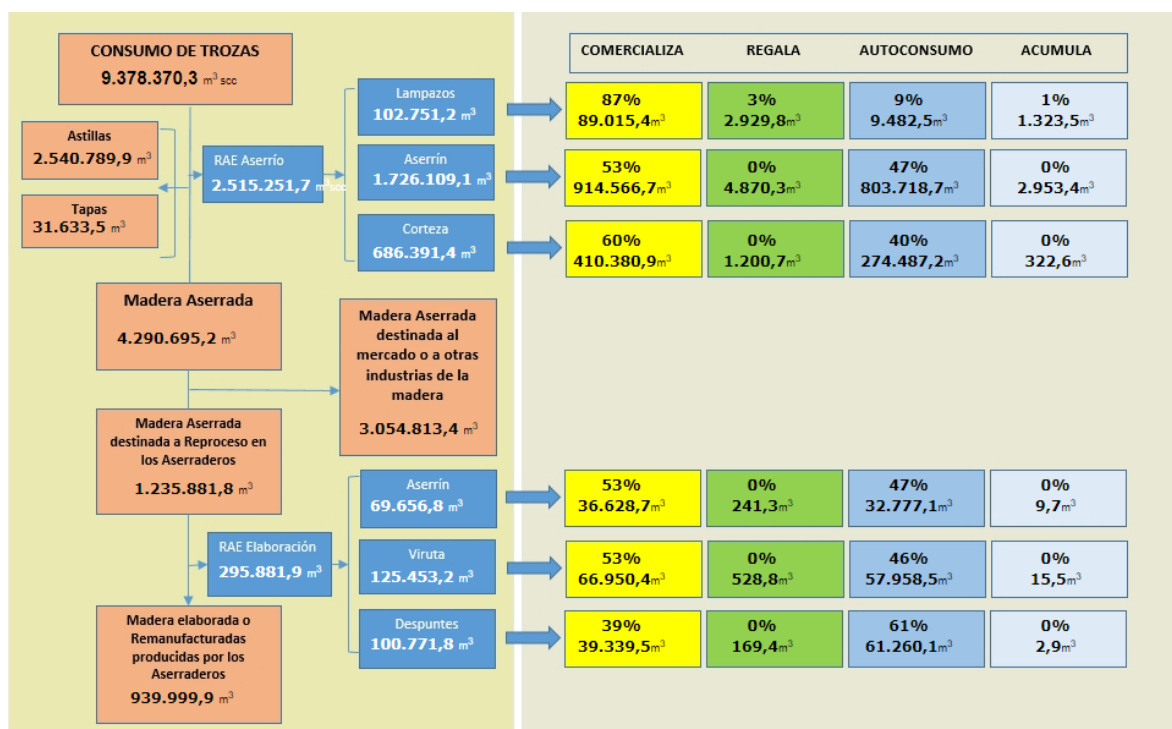 CONSUMO DE TROZAS
9.378.370,3 m³ scc
Astillas
2.540.789,9 m³
Tapas
31.633,5 m³
RAE Aserrío
2.515.251,7 m³ scc
Lampazos
102.751,2 m³
Aserrín
1.726.109,1 m³
Corteza
686.391,4 m³
COMERCIALIZA REGALA AUTOCONSUMO ACUMULA
87% 3% 9% 1%
89.015,4m³ 2.929,8m³ 9.482,5m³ 1.323,5m³
53% 0% 47% 0%
914.566,7m³ 4.870,3m³ 803.718,7m³ 2.953,4m³
60% 0% 40% 0%
410.380,9m³ 1.200,7m³ 274.487,2m³ 322,6m³
Madera Aserrada
4.290.695,2 m³
Madera Aserrada
destinada al
mercado o a otras
industrias de la
madera
3.054.813,4 m³
Madera Aserrada
destinada a Reproceso en
los Aserraderos
1.235.881,8 m³
RAE Elaboración
295.881,9 m³
Aserrín
69.656,8 m³
Viruta
125.453,2 m³
Despuntes
100.771,8 m³
53% 0% 47% 0%
36.628,7m³ 241,3m³ 32.777,1m³ 9,7m³
53% 0% 46% 0%
66.950,4m³ 528,8m³ 57.958,5m³ 15,5m³
39% 0% 61% 0%
39.339,5m³ 169,4m³ 61.260,1m³ 2,9m³
Madera elaborada o
Remanufacturadas
producidas por los
Aserraderos
939.999,9 m³